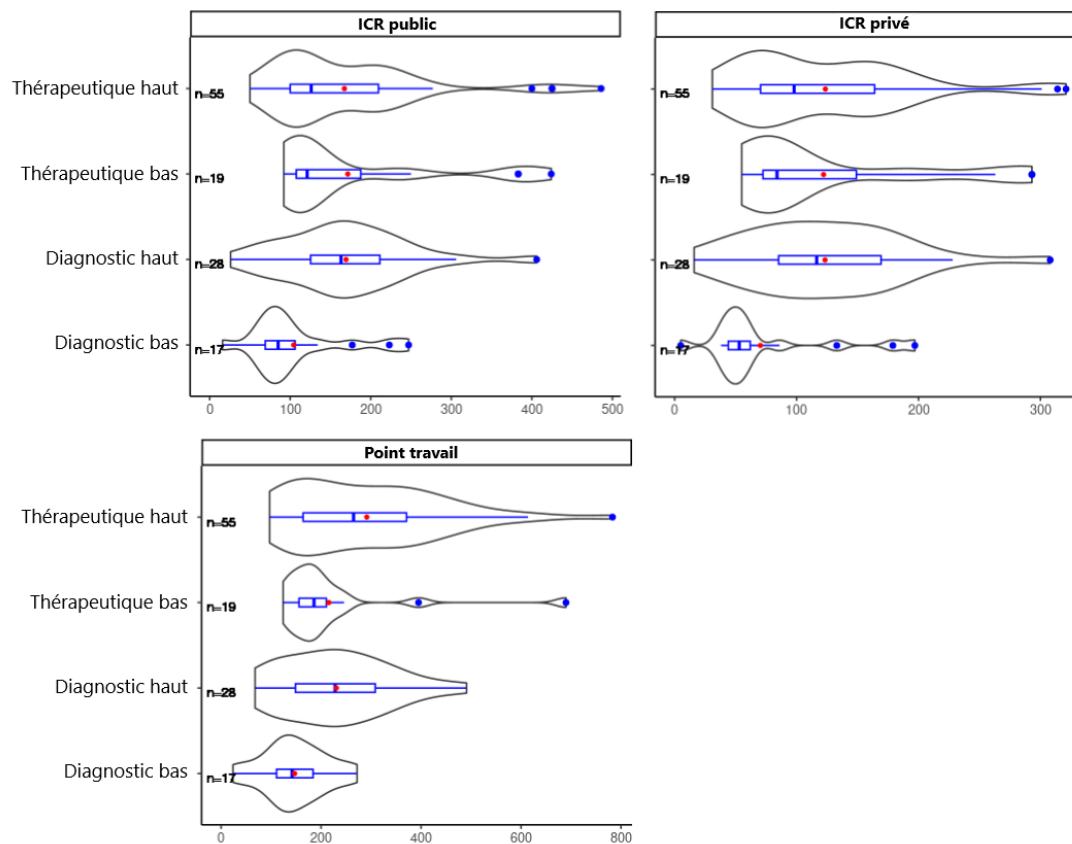 ICR public
Thérapeutique haut
n=55
Thérapeutique bas
n=19
Diagnostic haut
n=28
Diagnostic bas
n=17
0 100 200 300 400 500
ICR privé
n=55
n=19
n=28
n=17
0 100 200 300
Point travail
Thérapeutique haut
n=55
Thérapeutique bas
n=19
Diagnostic haut
n=28
Diagnostic bas
n=17
0 200 400 600 800